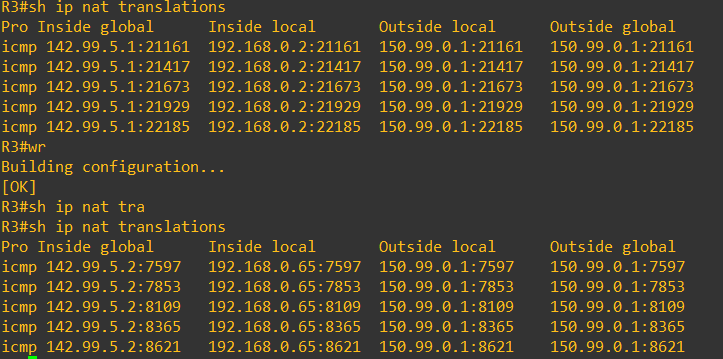 R3#sh ip nat translations
Pro Inside global      Inside local       Outside local      Outside global
icmp 142.99.5.1:21161  192.168.0.2:21161  150.99.0.1:21161   150.99.0.1:21161
icmp 142.99.5.1:21417  192.168.0.2:21417  150.99.0.1:21417   150.99.0.1:21417
icmp 142.99.5.1:21673  192.168.0.2:21673  150.99.0.1:21673   150.99.0.1:21673
icmp 142.99.5.1:21929  192.168.0.2:21929  150.99.0.1:21929   150.99.0.1:21929
icmp 142.99.5.1:22185  192.168.0.2:22185  150.99.0.1:22185   150.99.0.1:22185
R3#wr
Building configuration...
[OK]
R3#sh ip nat tra
R3#sh ip nat translations
Pro Inside global      Inside local       Outside local      Outside global
icmp 142.99.5.2:7597   192.168.0.65:7597  150.99.0.1:7597    150.99.0.1:7597
icmp 142.99.5.2:7853   192.168.0.65:7853  150.99.0.1:7853    150.99.0.1:7853
icmp 142.99.5.2:8109   192.168.0.65:8109  150.99.0.1:8109    150.99.0.1:8109
icmp 142.99.5.2:8365   192.168.0.65:8365  150.99.0.1:8365    150.99.0.1:8365
icmp 142.99.5.2:8621   192.168.0.65:8621  150.99.0.1:8621    150.99.0.1:8621